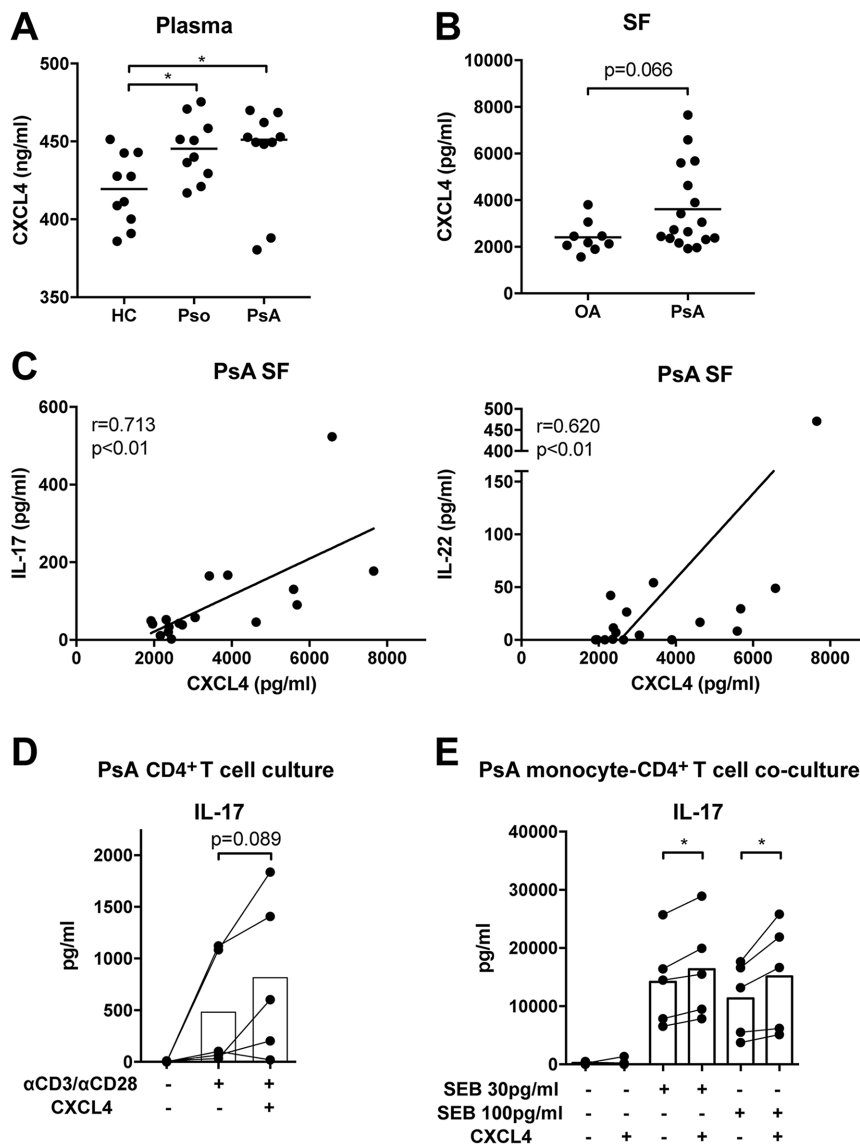 A
Plasma
CXCL4 (ng/ml)
500
450
400
350
*
*
HC Pso PsA
B
SF
CXCL4 (pg/ml)
10000
8000
6000
4000
2000
0
p=0.066
OA PsA
C
PsA SF
IL-17 (pg/ml)
600
400
200
0
r=0.713
p<0.01
0 2000 4000 6000 8000
CXCL4 (pg/ml)
PsA SF
IL-22 (pg/ml)
500
450
400
150
100
50
0
r=0.620
p<0.01
0 2000 4000 6000 8000
CXCL4 (pg/ml)
D
PsA CD4+ T cell culture
IL-17
p=0.089
pg/ml
2000
1500
1000
500
0
αCD3/αCD28 - + +
CXCL4 - - +
E
PsA monocyte-CD4+ T cell co-culture
IL-17
pg/ml
40000
30000
20000
10000
0
*
*
SEB 30pg/ml - - + + - -
SEB 100pg/ml - - - - + +
CXCL4 - + - + - +